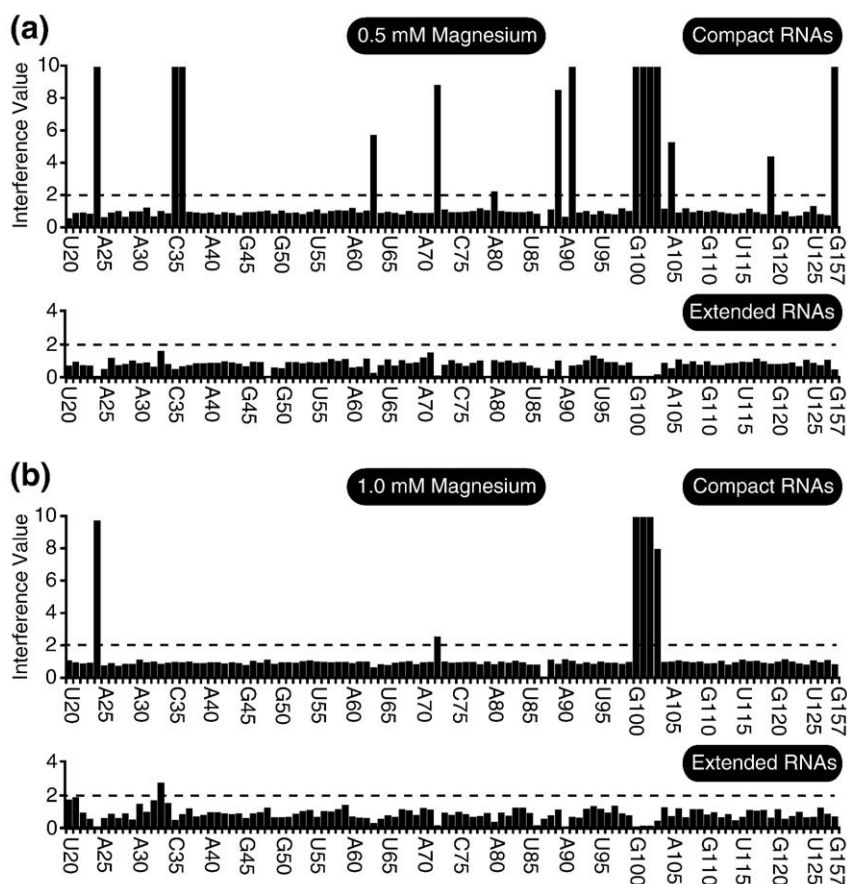 (a)
0.5 mM Magnesium
Compact RNAs
Interference Value
10
8
6
4
2
0
U20 A25 A30 C35 A40 G45 G50 U55 A60 U65 A70 C75 A80 U85 A90 U95 G100 A105 G110 U115 G120 U125 G157
Extended RNAs
4
2
0
U20 A25 A30 C35 A40 G45 G50 U55 A60 U65 A70 C75 A80 U85 A90 U95 G100 A105 G110 U115 G120 U125 G157
(b)
1.0 mM Magnesium
Compact RNAs
Interference Value
10
8
6
4
2
0
U20 A25 A30 C35 A40 G45 G50 U55 A60 U65 A70 C75 A80 U85 A90 U95 G100 A105 G110 U115 G120 U125 G157
Extended RNAs
4
2
0
U20 A25 A30 C35 A40 G45 G50 U55 A60 U65 A70 C75 A80 U85 A90 U95 G100 A105 G110 U115 G120 U125 G157